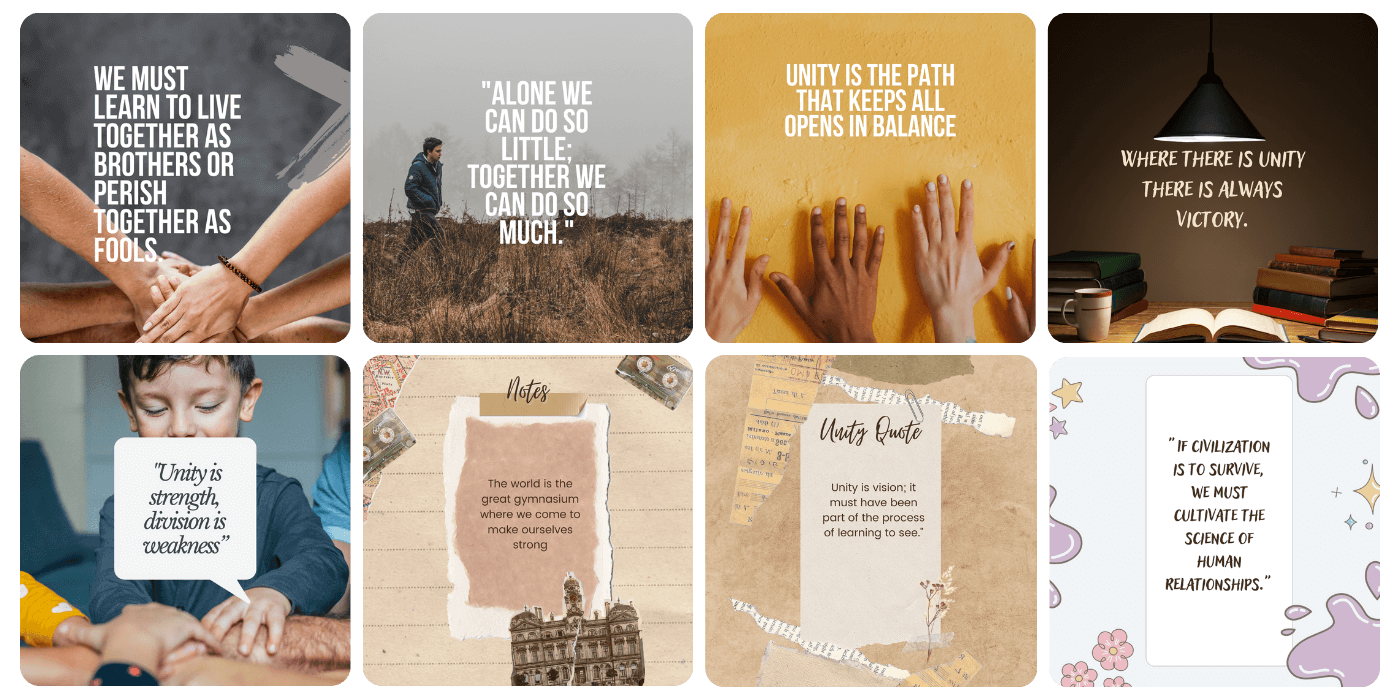 WE MUST
LEARN TO LIVE
TOGETHER AS
BROTHERS OR
PERISH
TOGETHER AS
FOOLS.
"ALONE WE
CAN DO SO
LITTLE;
TOGETHER WE
CAN DO SO
MUCH."
UNITY IS THE PATH
THAT KEEPS ALL
OPENS IN BALANCE
WHERE THERE IS UNITY
THERE IS ALWAYS
VICTORY.
"Unity is
strength,
division is
weakness”
Notes
The world is the
great gymnasium
where we come to
make ourselves
strong
Unity Quote
Unity is vision; it
must have been
part of the process
of learning to see."
"IF CIVILIZATION
IS TO SURVIVE,
WE MUST
CULTIVATE THE
SCIENCE OF
HUMAN
RELATIONSHIPS."